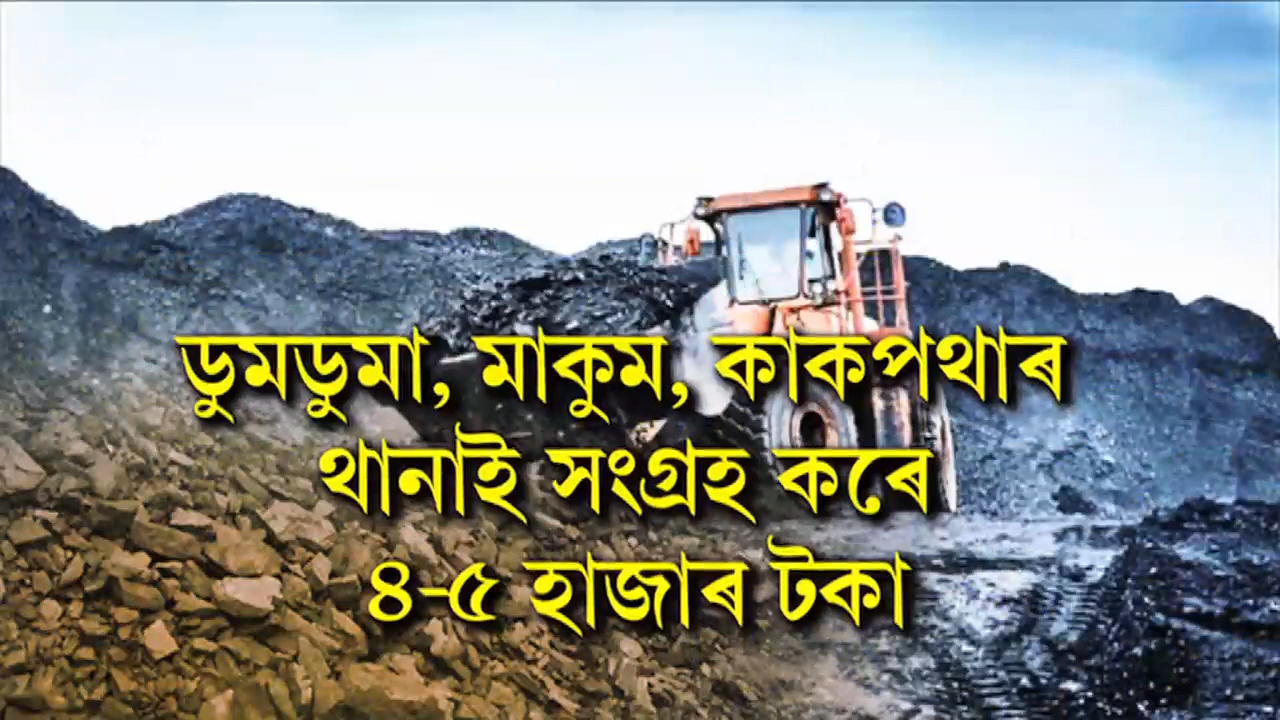 ডুমডুমা, মাকুম, কাকপথাৰ
থানাই সংগ্ৰহ কৰে
৪-৫ হাজাৰ টকা